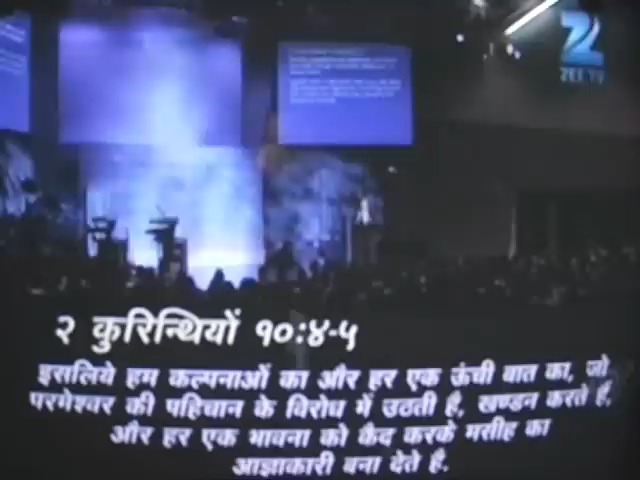 ZEE TV
२ कुरिन्थियों १०:४-५
इसलिये हम कल्पनाओं का और हर एक ऊंची बात का, जो
परमेश्वर की पहिचान के विरोध में उठती है, खण्डन करते हैं,
और हर एक भावना को कैद करके मसीह का
आज्ञाकारी बना देते है.